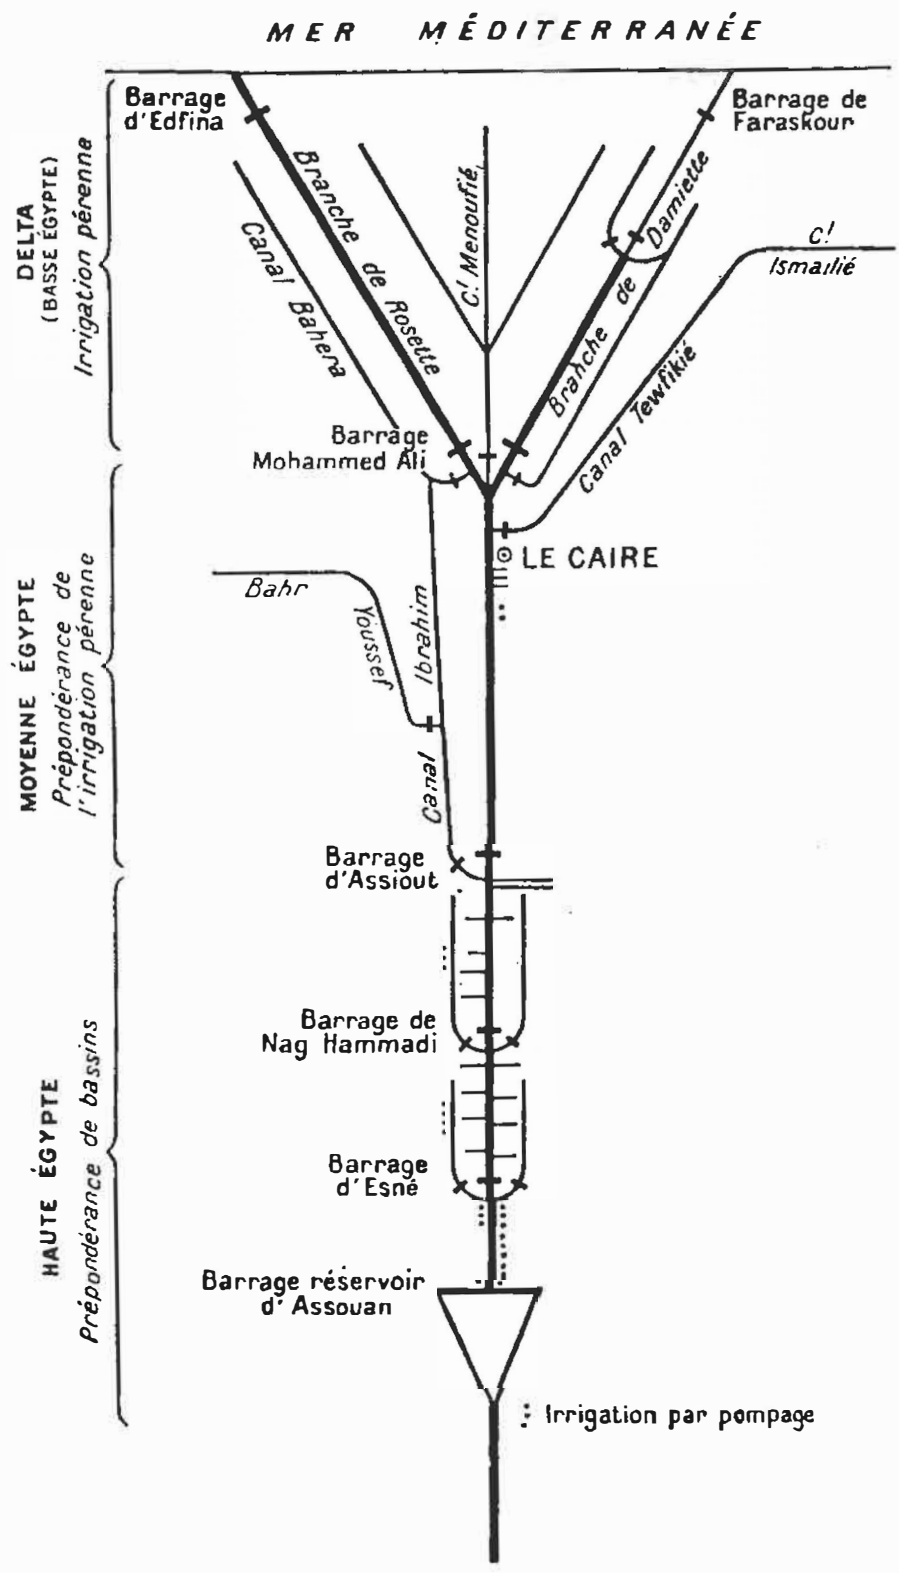 MER MÉDITERRANÉE
Barrage
d'Edfina
Barrage de
Faraskour
DELTA
(BASSE ÉGYPTE)
Irrigation pérenne
Branche de Rosette
Canal Bahera
C! Menoufié
Branche de Damiette
C!
Ismaïlié
Canal Tewfikié
Barrage
Mohammed Ali
LE CAIRE
MOYENNE ÉGYPTE
Prépondérance de
l'irrigation pérenne
Bahr Youssef
Canal Ibrahim
Barrage
d'Assiout
Barrage de
Nag Hammadi
HAUTE ÉGYPTE
Prépondérance de bassins
Barrage
d'Esné
Barrage réservoir
d'Assouan
Irrigation par pompage